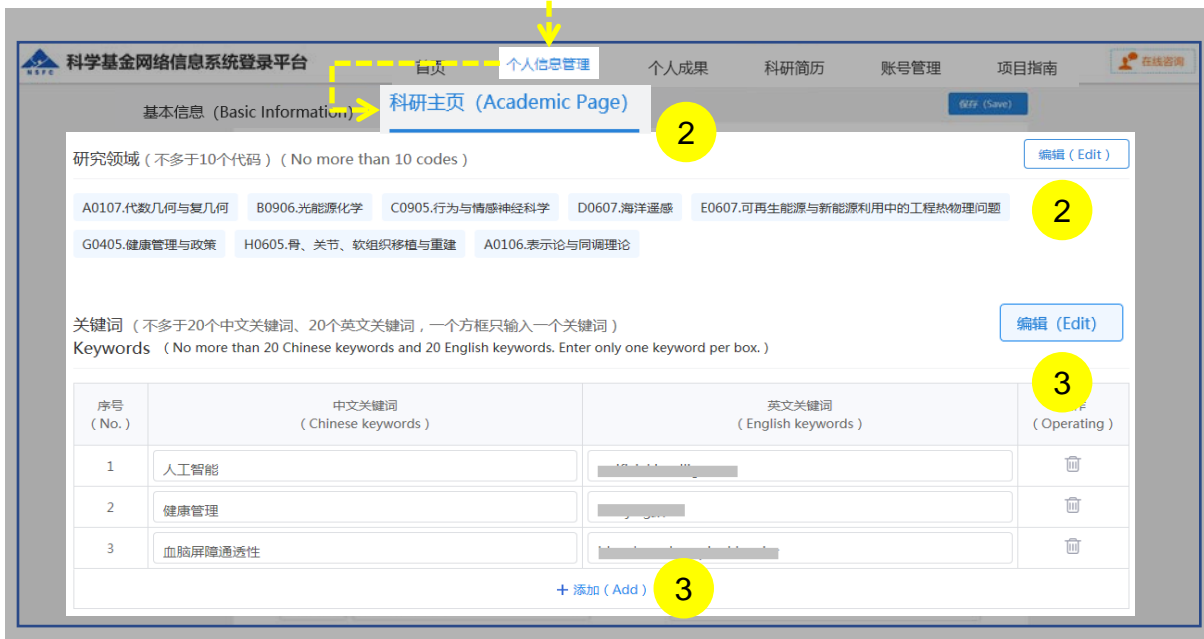 NSFC 科学基金网络信息系统登录平台 首页 个人信息管理 个人成果 科研简历 账号管理 项目指南 在线咨询
基本信息（Basic Information） 科研主页（Academic Page） 保存（Save）
2
研究领域（不多于10个代码）（No more than 10 codes） 编辑（Edit）
A0107.代数几何与复几何 B0906.光能源化学 C0905.行为与情感神经科学 D0607.海洋遥感 E0607.可再生能源与新能源利用中的工程热物理问题
2
G0405.健康管理与政策 H0605.骨、关节、软组织移植与重建 A0106.表示论与同调理论
关键词（不多于20个中文关键词、20个英文关键词，一个方框只输入一个关键词） 编辑（Edit）
Keywords （No more than 20 Chinese keywords and 20 English keywords. Enter only one keyword per box.）
3
序号 中文关键词 英文关键词
（No.） （Chinese keywords） （English keywords） （Operating）
1 人工智能
2 健康管理
3 血脑屏障通透性
+ 添加（Add） 3